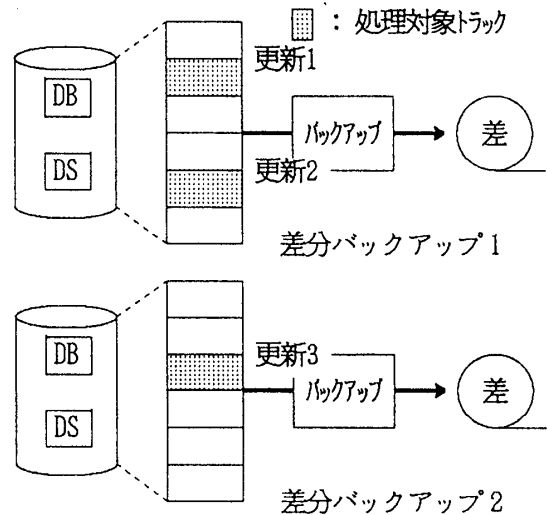 ：処理対象トラック
更新1
DB
バックアップ
差
DS
更新2
差分バックアップ1
更新3
DB
バックアップ
差
DS
差分バックアップ2